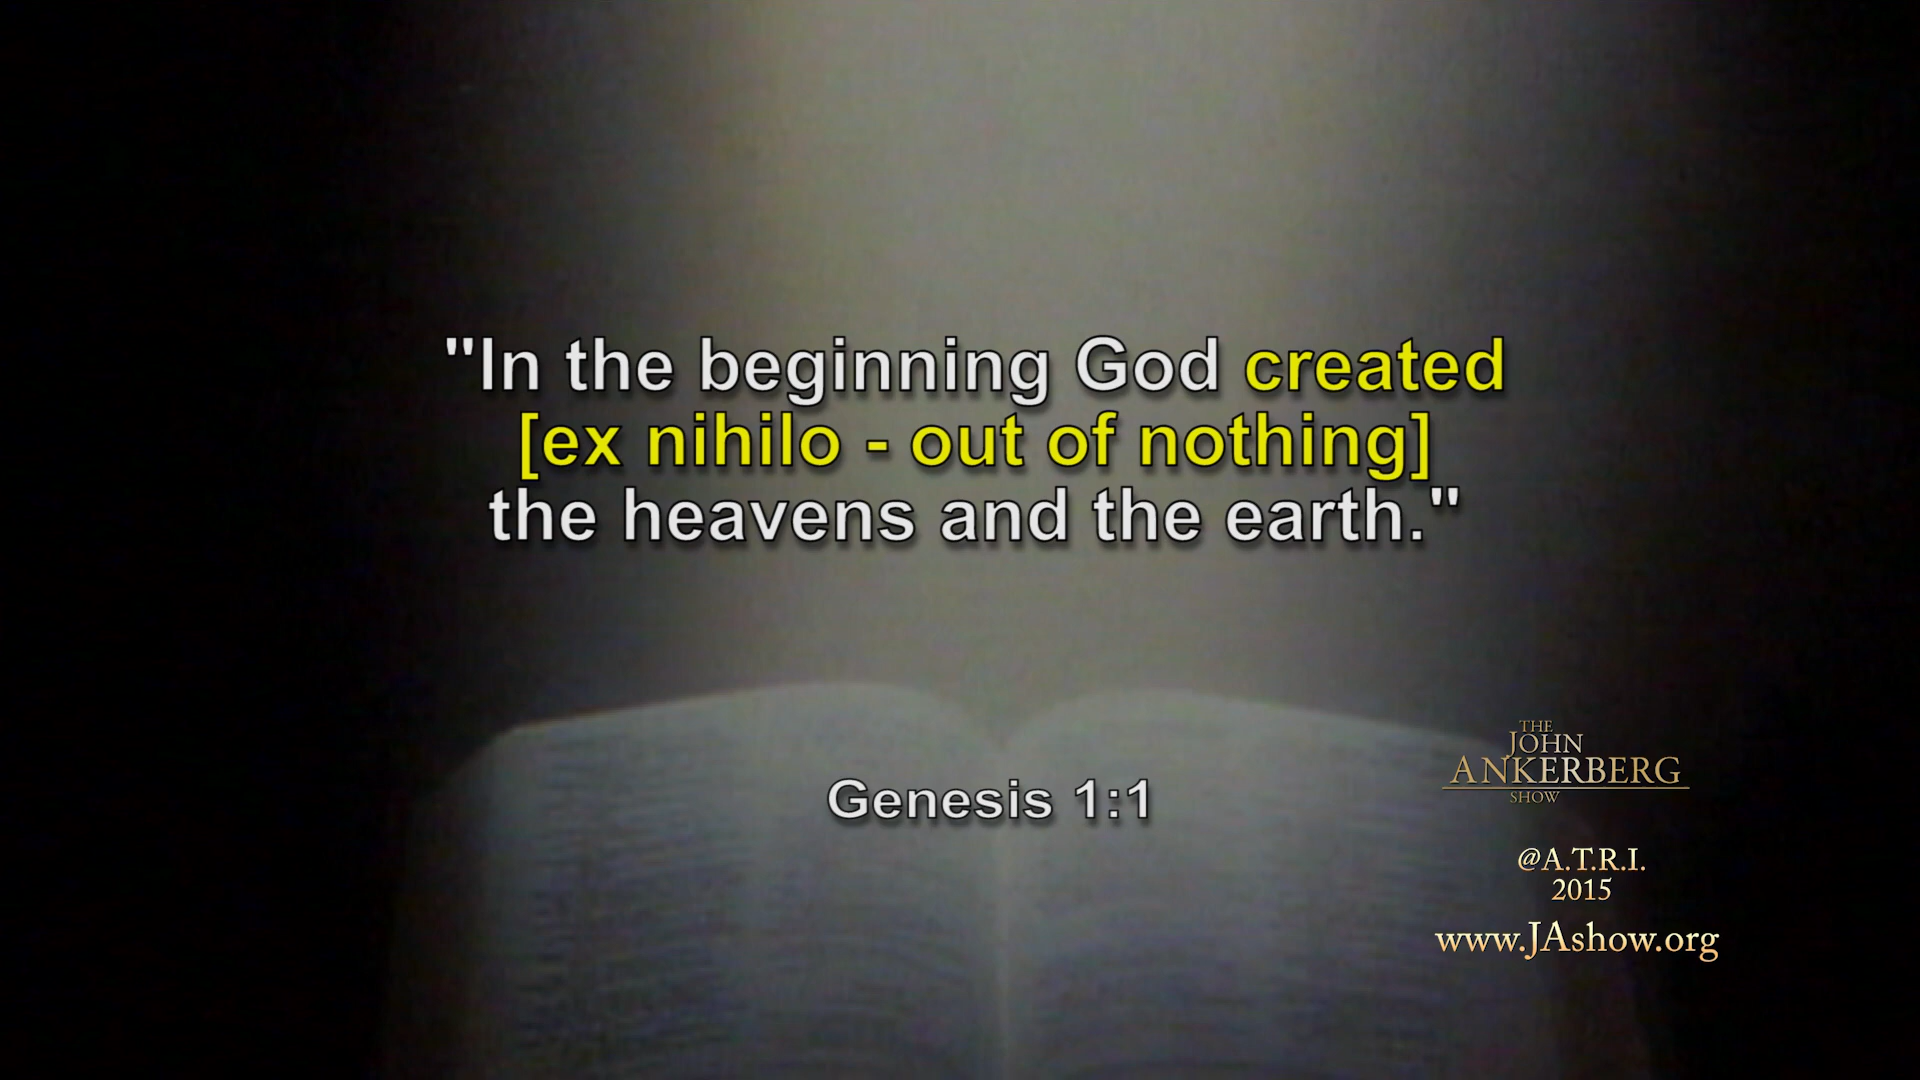 "In the beginning God created
[ex nihilo - out of nothing]
the heavens and the earth."
Genesis 1:1
THE
JOHN
ANKERBERG
SHOW
@A.T.R.I.
2015
www.JAshow.org